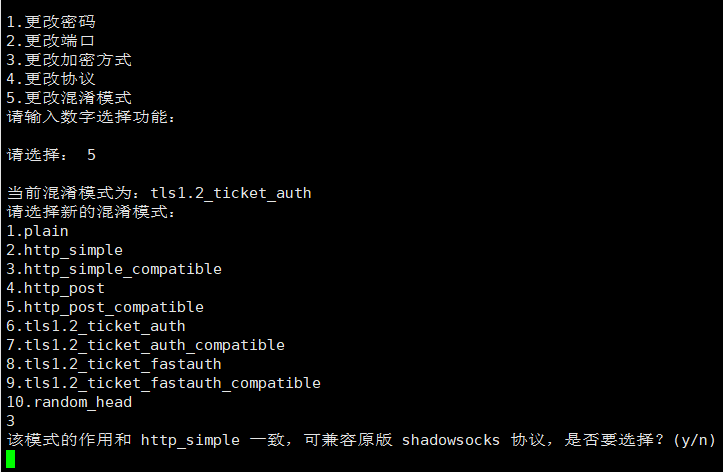 1.更改密码
2.更改端口
3.更改加密方式
4.更改协议
5.更改混淆模式
请输入数字选择功能:
请选择: 5
当前混淆模式为:tls1.2_ticket_auth
请选择新的混淆模式:
1.plain
2.http_simple
3.http_simple_compatible
4.http_post
5.http_post_compatible
6.tls1.2_ticket_auth
7.tls1.2_ticket_auth_compatible
8.tls1.2_ticket_fastauth
9.tls1.2_ticket_fastauth_compatible
10.random_head
3
该模式的作用和 http_simple 一致,可兼容原版 shadowsocks 协议,是否要选择?(y/n)